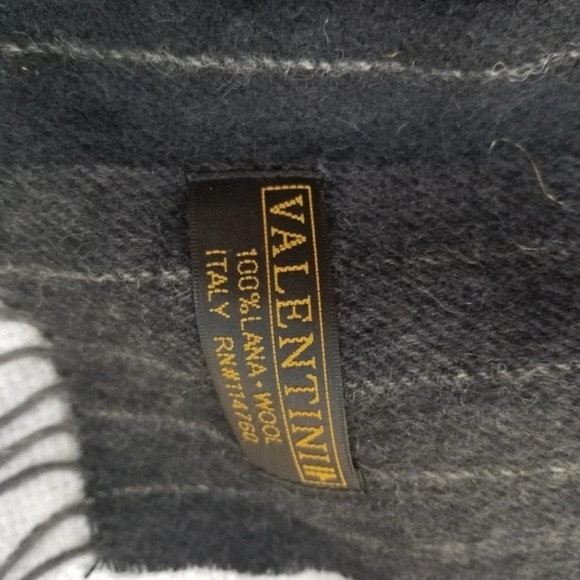 VALENTINI
100% LANA • WOOL
ITALY RN#114760